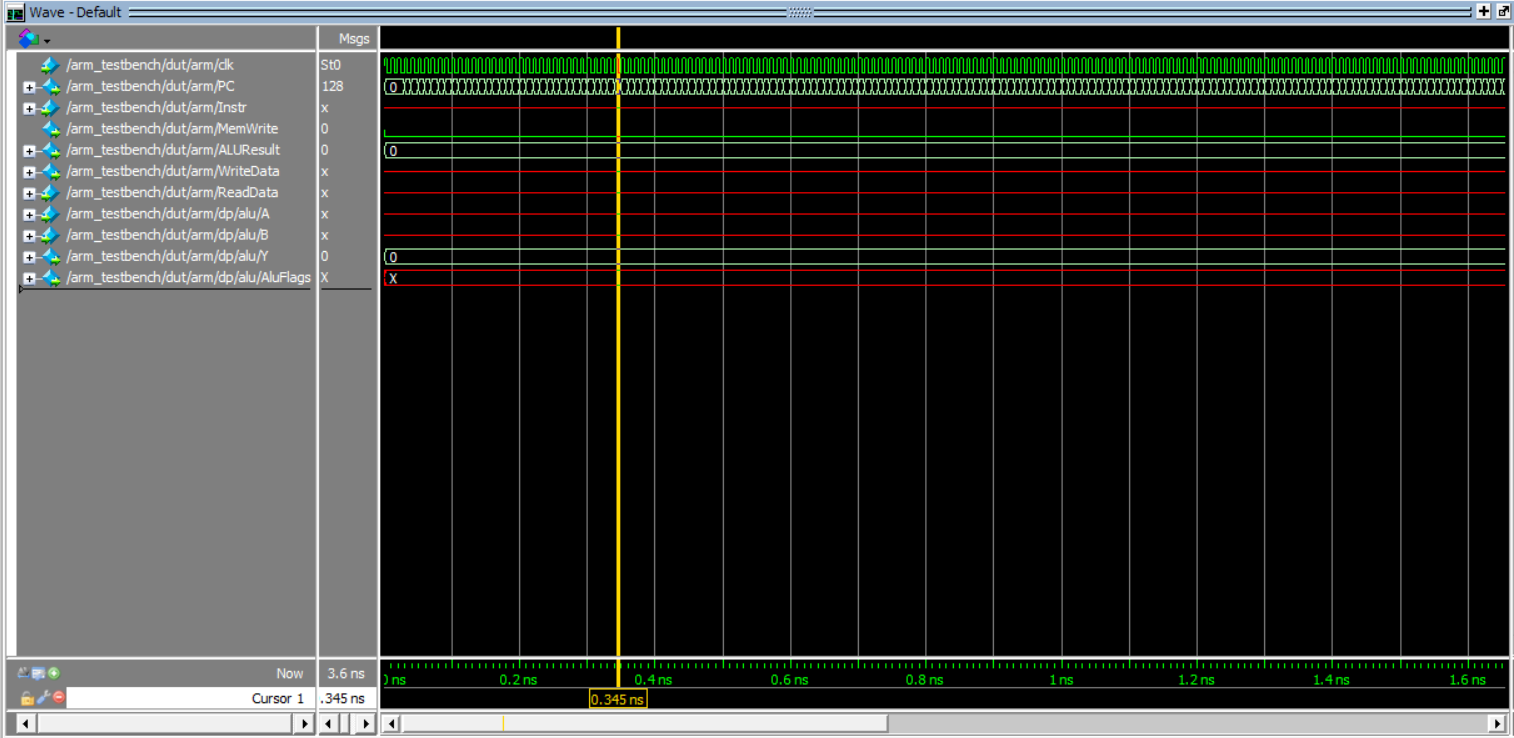 Wave - Default
Msgs
/arm_testbench/dut/arm/clk St0
/arm_testbench/dut/arm/PC 128 0
/arm_testbench/dut/arm/Instr x
/arm_testbench/dut/arm/MemWrite 0
/arm_testbench/dut/arm/ALUResult 0 0
/arm_testbench/dut/arm/WriteData x
/arm_testbench/dut/arm/ReadData x
/arm_testbench/dut/arm/dp/alu/A x
/arm_testbench/dut/arm/dp/alu/B x
/arm_testbench/dut/arm/dp/alu/Y 0 0
/arm_testbench/dut/arm/dp/alu/AluFlags X X
Now 3.6 ns
ns 0.2 ns 0.4 ns 0.6 ns 0.8 ns 1 ns 1.2 ns 1.4 ns 1.6 ns
Cursor 1 .345 ns 0.345 ns